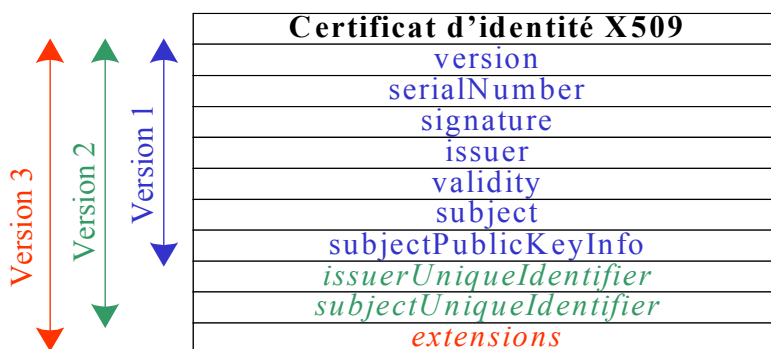 Certificat d'identité X509
version
serialNumber
signature
issuer
validity
subject
subjectPublicKeyInfo
issuerUniqueIdentifier
subjectUniqueIdentifier
extensions
Version 3
Version 2
Version 1